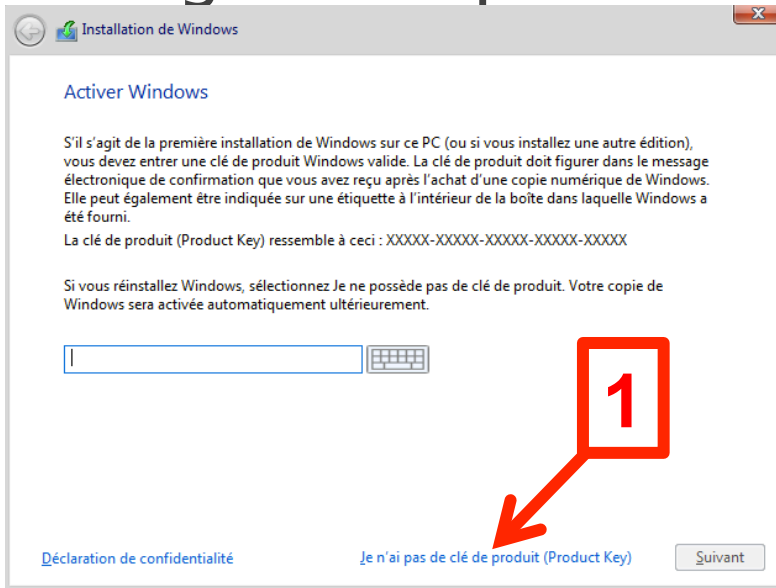 Installation de Windows
Activer Windows
S'il s'agit de la première installation de Windows sur ce PC (ou si vous installez une autre édition),
vous devez entrer une clé de produit Windows valide. La clé de produit doit figurer dans le message
électronique de confirmation que vous avez reçu après l'achat d'une copie numérique de Windows.
Elle peut également être indiquée sur une étiquette à l'intérieur de la boîte dans laquelle Windows a
été fourni.
La clé de produit (Product Key) ressemble à ceci : XXXXX-XXXXX-XXXXX-XXXXX-XXXXX
Si vous réinstallez Windows, sélectionnez Je ne possède pas de clé de produit. Votre copie de
Windows sera activée automatiquement ultérieurement.
1
Déclaration de confidentialité
Je n'ai pas de clé de produit (Product Key)
Suivant